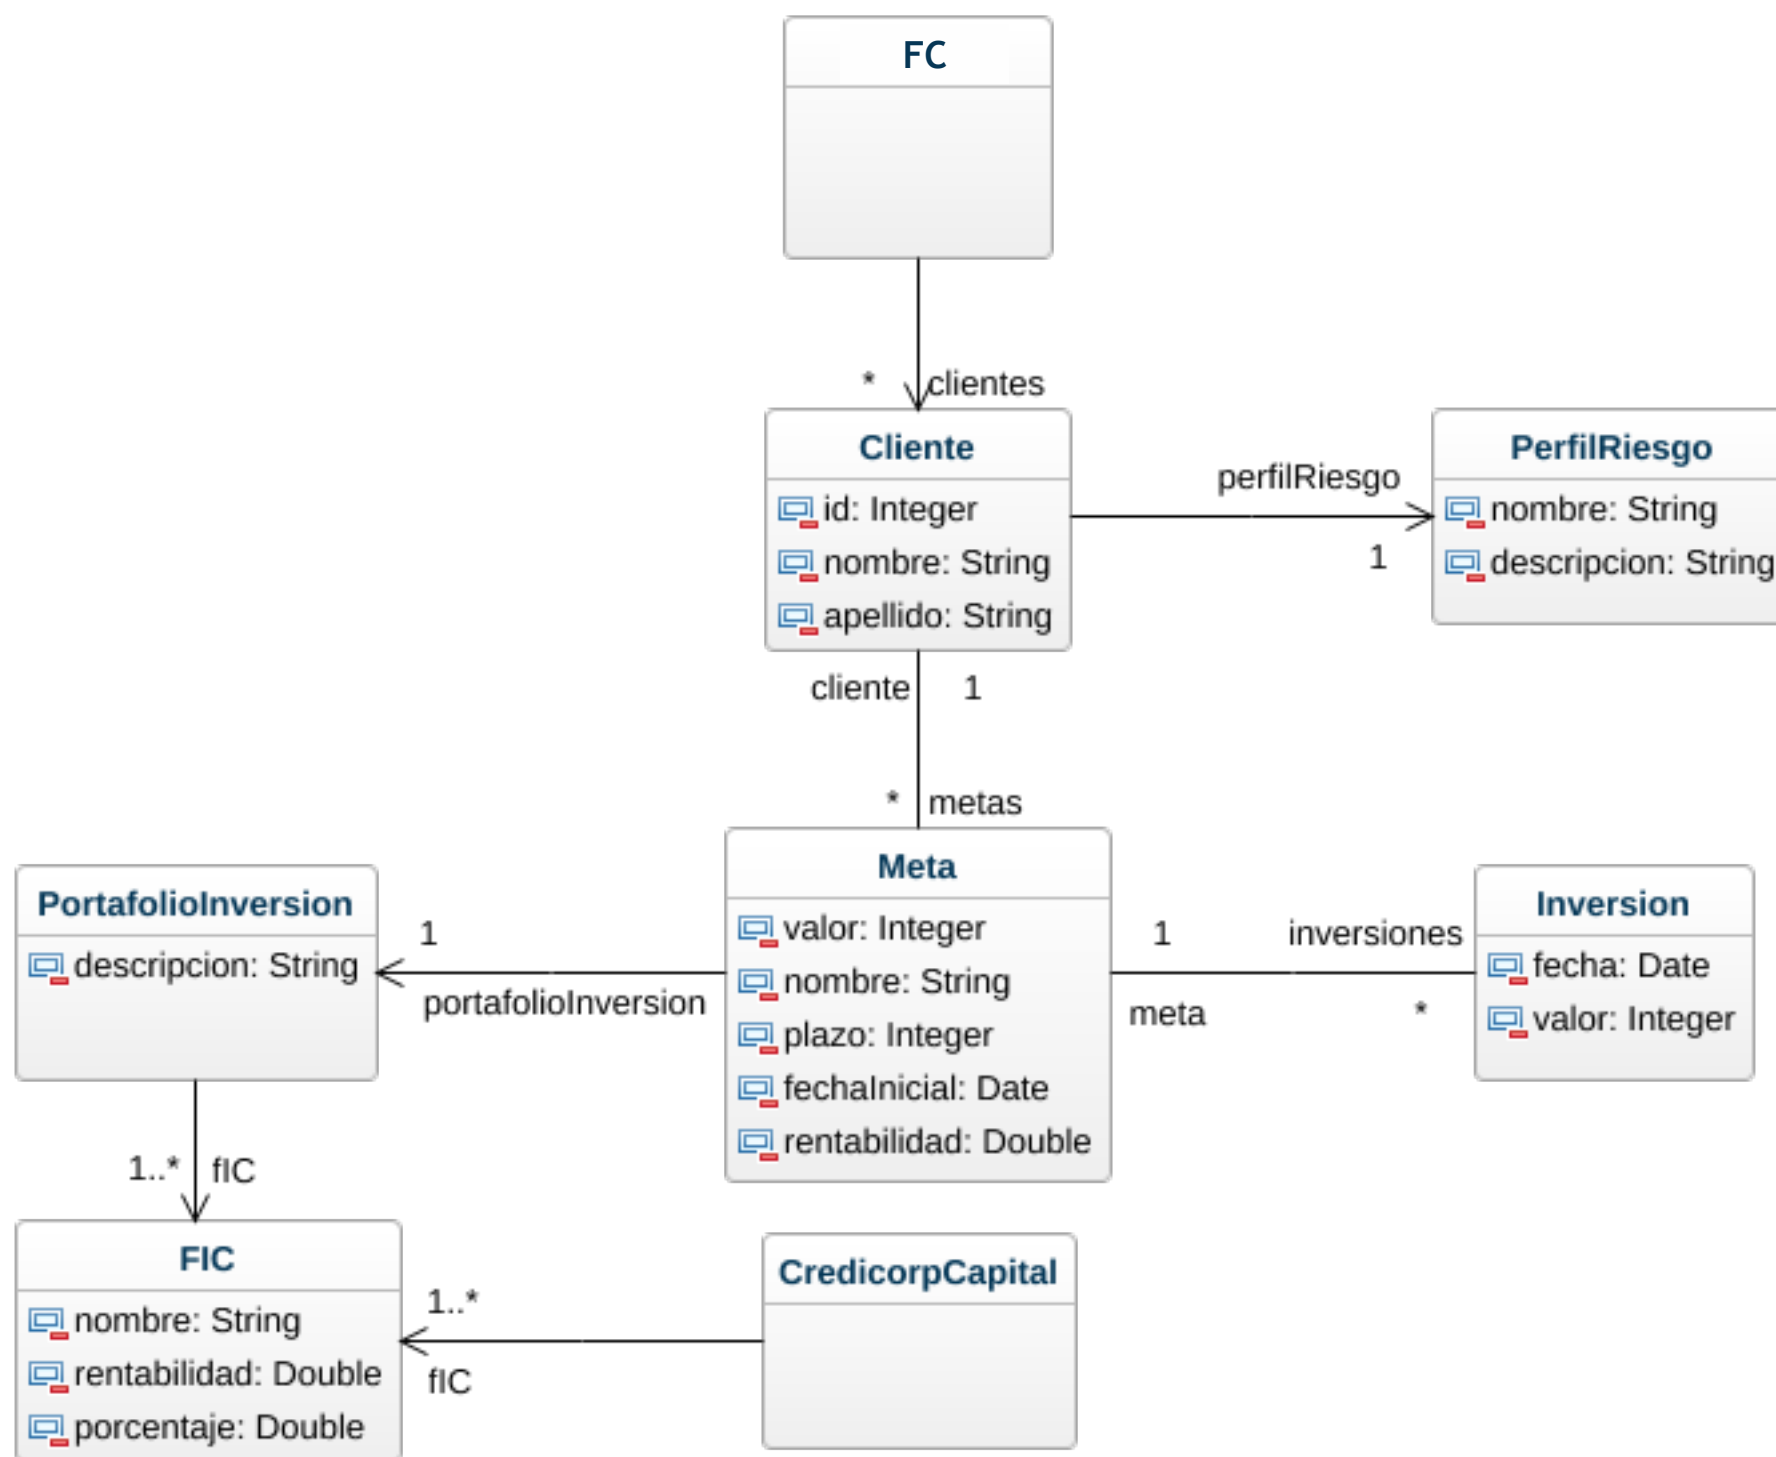 FC
* clientes
Cliente
id: Integer
nombre: String
apellido: String
perfilRiesgo
1
PerfilRiesgo
nombre: String
descripcion: String
cliente 1
* metas
Meta
valor: Integer
nombre: String
plazo: Integer
fechaInicial: Date
rentabilidad: Double
PortafolioInversion
descripcion: String
1
portafolioInversion
1 inversiones
meta *
Inversion
fecha: Date
valor: Integer
1..* fIC
FIC
nombre: String
rentabilidad: Double
porcentaje: Double
1..*
fIC
CredicorpCapital